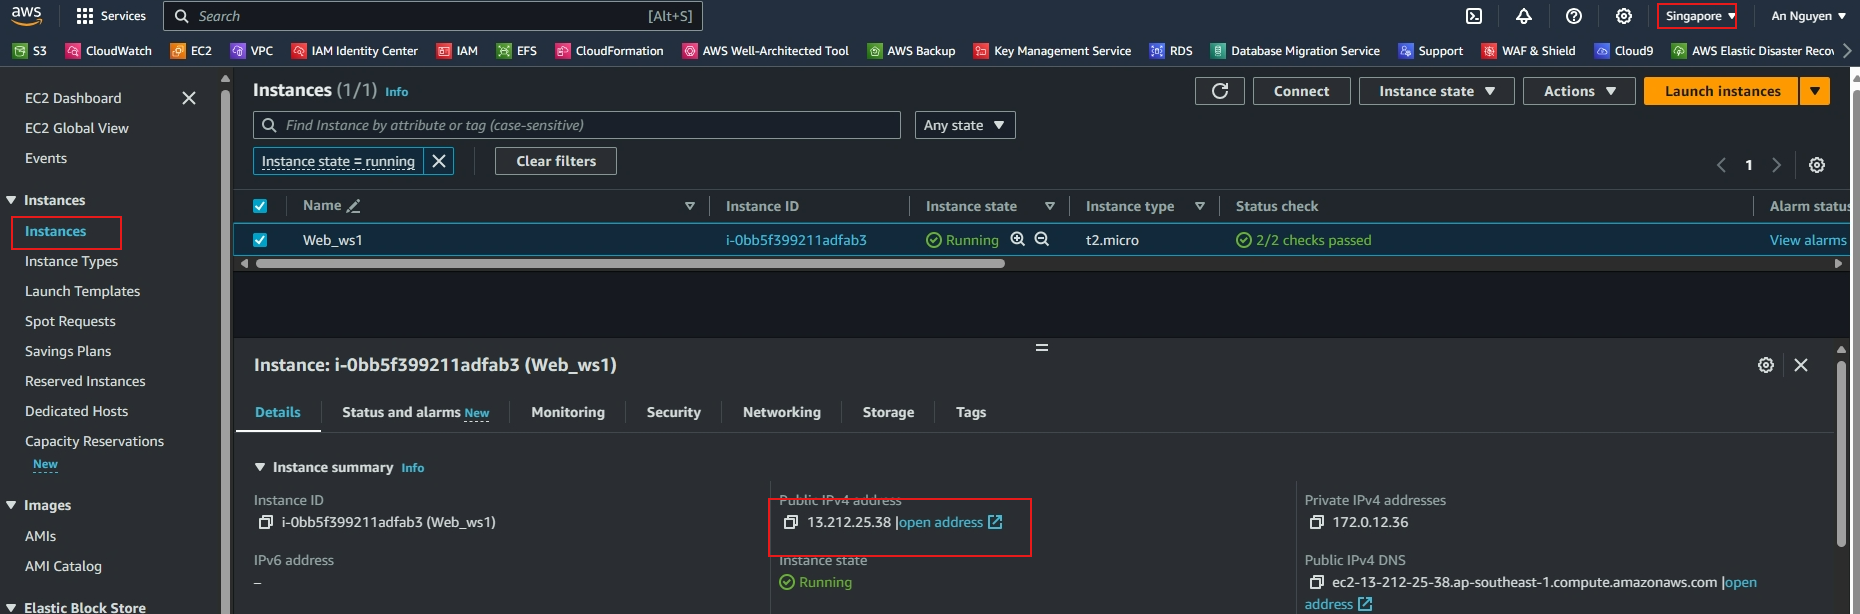 aws
Services
Search
[Alt+S]
Singapore
An Nguyen
S3
CloudWatch
EC2
VPC
IAM Identity Center
IAM
EFS
CloudFormation
AWS Well-Architected Tool
AWS Backup
Key Management Service
RDS
Database Migration Service
Support
WAF & Shield
Cloud9
AWS Elastic Disaster Recov
EC2 Dashboard
EC2 Global View
Events
Instances
Instances
Instance Types
Launch Templates
Spot Requests
Savings Plans
Reserved Instances
Dedicated Hosts
Capacity Reservations
New
Images
AMIs
AMI Catalog
Elastic Block Store
Instances (1/1) Info
Connect
Instance state
Actions
Launch instances
Find Instance by attribute or tag (case-sensitive)
Any state
Instance state = running
Clear filters
1
Name
Instance ID
Instance state
Instance type
Status check
Alarm status
Web_ws1
i-0bb5f399211adfab3
Running
t2.micro
2/2 checks passed
View alarms
Instance: i-0bb5f399211adfab3 (Web_ws1)
Details
Status and alarms New
Monitoring
Security
Networking
Storage
Tags
Instance summary Info
Instance ID
i-0bb5f399211adfab3 (Web_ws1)
Public IPv4 address
13.212.25.38 |open address
Private IPv4 addresses
172.0.12.36
IPv6 address
–
Instance state
Running
Public IPv4 DNS
ec2-13-212-25-38.ap-southeast-1.compute.amazonaws.com |open
address